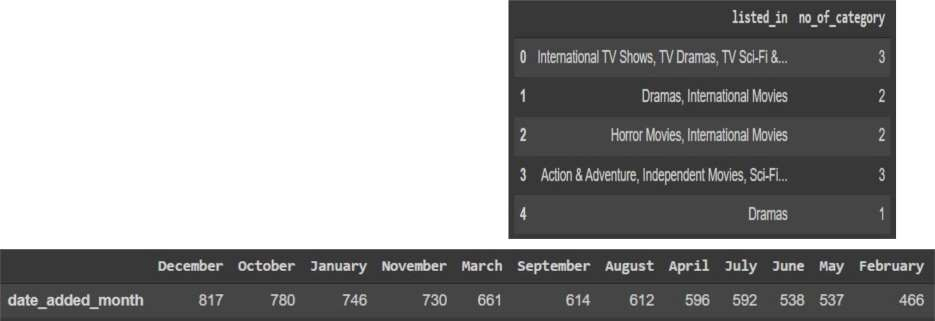 listed_in no_of_category
0 International TV Shows, TV Dramas, TV Sci-Fi &... 3
1 Dramas, International Movies 2
2 Horror Movies, International Movies 2
3 Action & Adventure, Independent Movies, Sci-Fi... 3
4 Dramas 1
December October January November March September August April July June May February
date_added_month 817 780 746 730 661 614 612 596 592 538 537 466